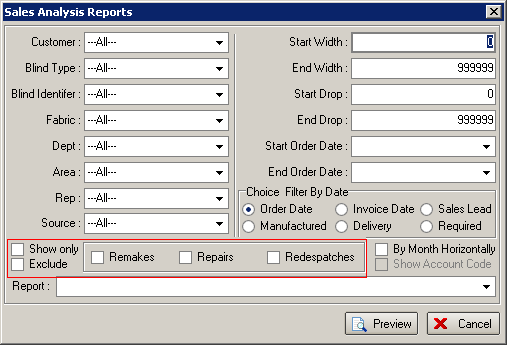 Sales Analysis Reports
Customer : ---All--- Start Width : 0
Blind Type : ---All--- End Width : 999999
Blind Identifer : ---All--- Start Drop : 0
Fabric : ---All--- End Drop : 999999
Dept : ---All--- Start Order Date :
Area : ---All--- End Order Date :
Rep : ---All--- Choice Filter By Date
Source : ---All--- Order Date Invoice Date Sales Lead
Manufactured Delivery Required
Show only Remakes Repairs Redespatches By Month Horizontally
Exclude Show Account Code
Report :
Preview Cancel